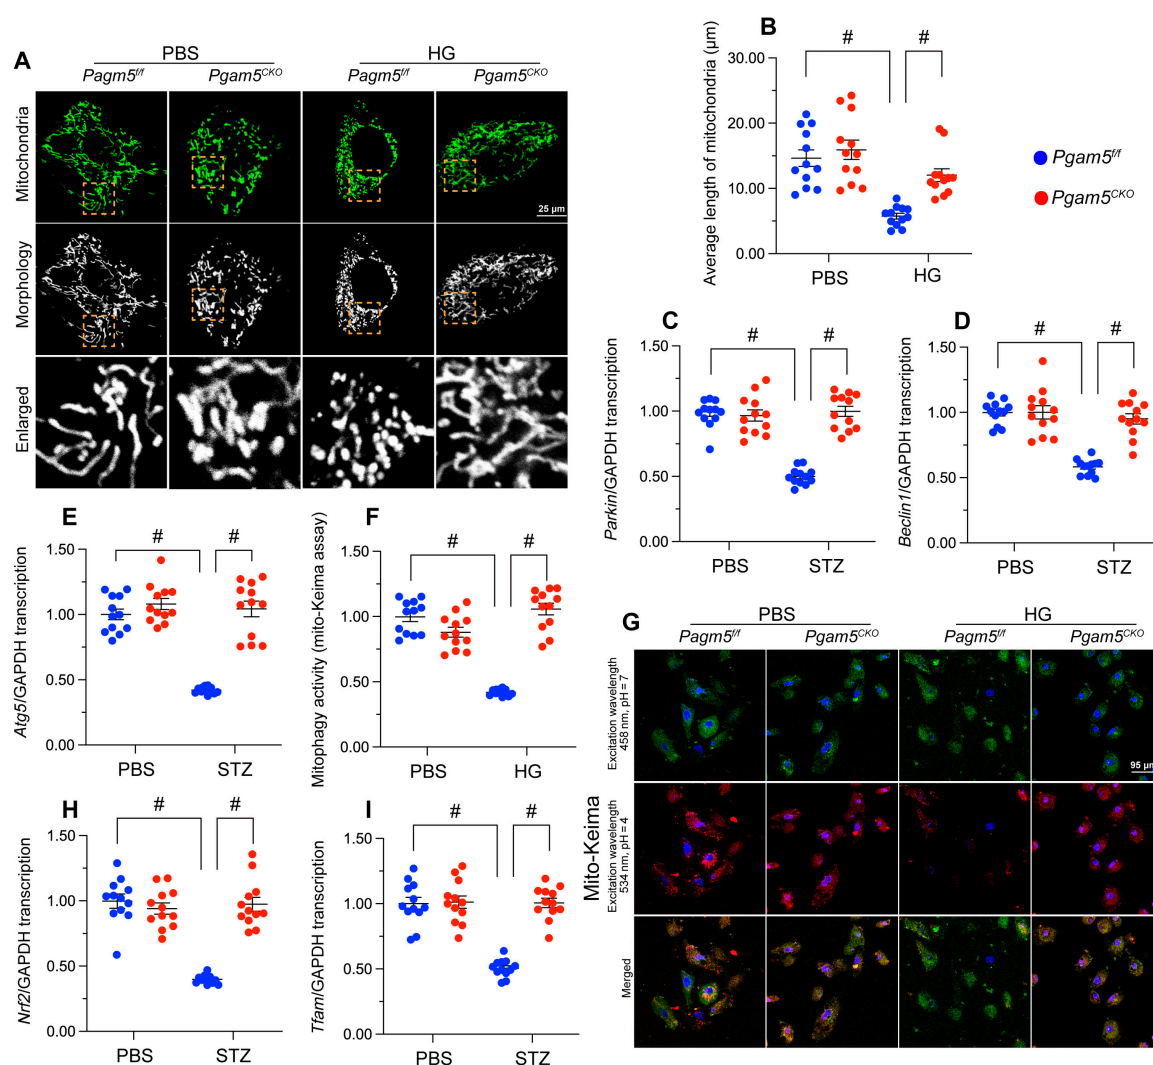 A
PBS
HG
Pagm5f/f
Pgam5CKO
Pagm5f/f
Pgam5CKO
Mitochondria
25 µm
Morphology
Enlarged
B
#
#
Average length of mitochondria (µm)
30.00
20.00
10.00
0.00
PBS
HG
Pgam5f/f
Pgam5CKO
C
#
#
Parkin/GAPDH transcription
1.50
1.00
0.50
0.00
PBS
STZ
D
#
#
Beclin1/GAPDH transcription
1.50
1.00
0.50
0.00
PBS
STZ
E
#
#
Atg5/GAPDH transcription
1.50
1.00
0.50
0.00
PBS
STZ
F
#
#
Mitophagy activity (mito-Keima assay)
1.50
1.00
0.50
0.00
PBS
HG
G
PBS
HG
Pagm5f/f
Pgam5CKO
Pagm5f/f
Pgam5CKO
Mito-Keima
Excitation wavelength
458 nm, pH = 7
95 µm
Excitation wavelength
534 nm, pH = 4
Merged
H
#
#
Nrf2/GAPDH transcription
1.50
1.00
0.50
0.00
PBS
STZ
I
#
#
Tfam/GAPDH transcription
1.50
1.00
0.50
0.00
PBS
STZ